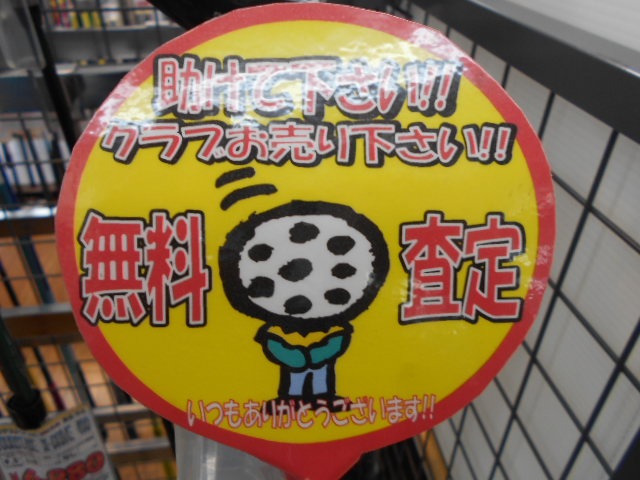 助けて下さい!!
クラブお売り下さい!!
無料 査定
いつもありがとうございます!!